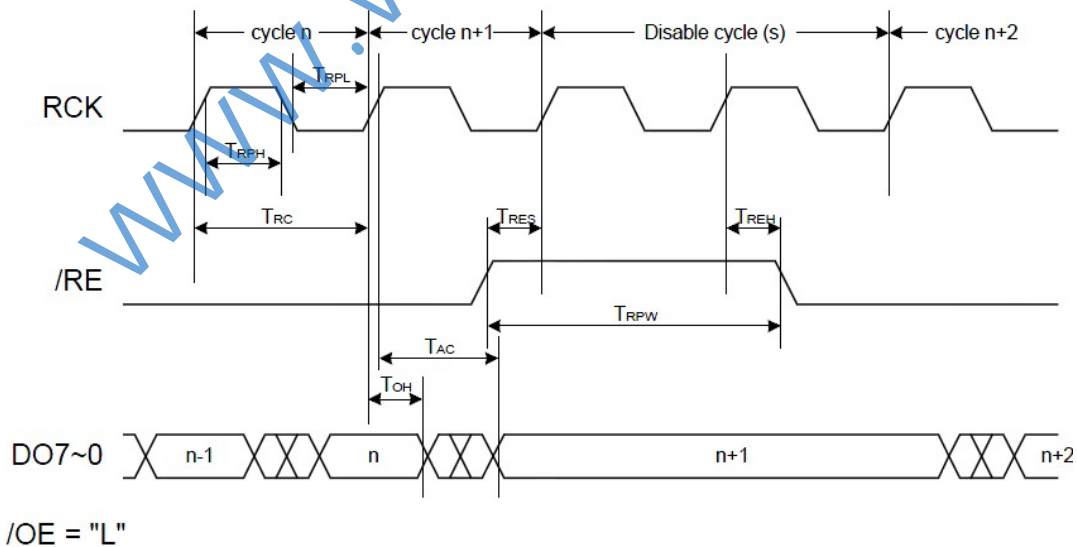 cycle n cycle n+1 Disable cycle (s) cycle n+2
TRPL
RCK
TRPH
TRC TRES TREH
/RE
TRPW
TAC
TOH
DO7~0 n-1 n n+1 n+2
/OE = "L"
www.